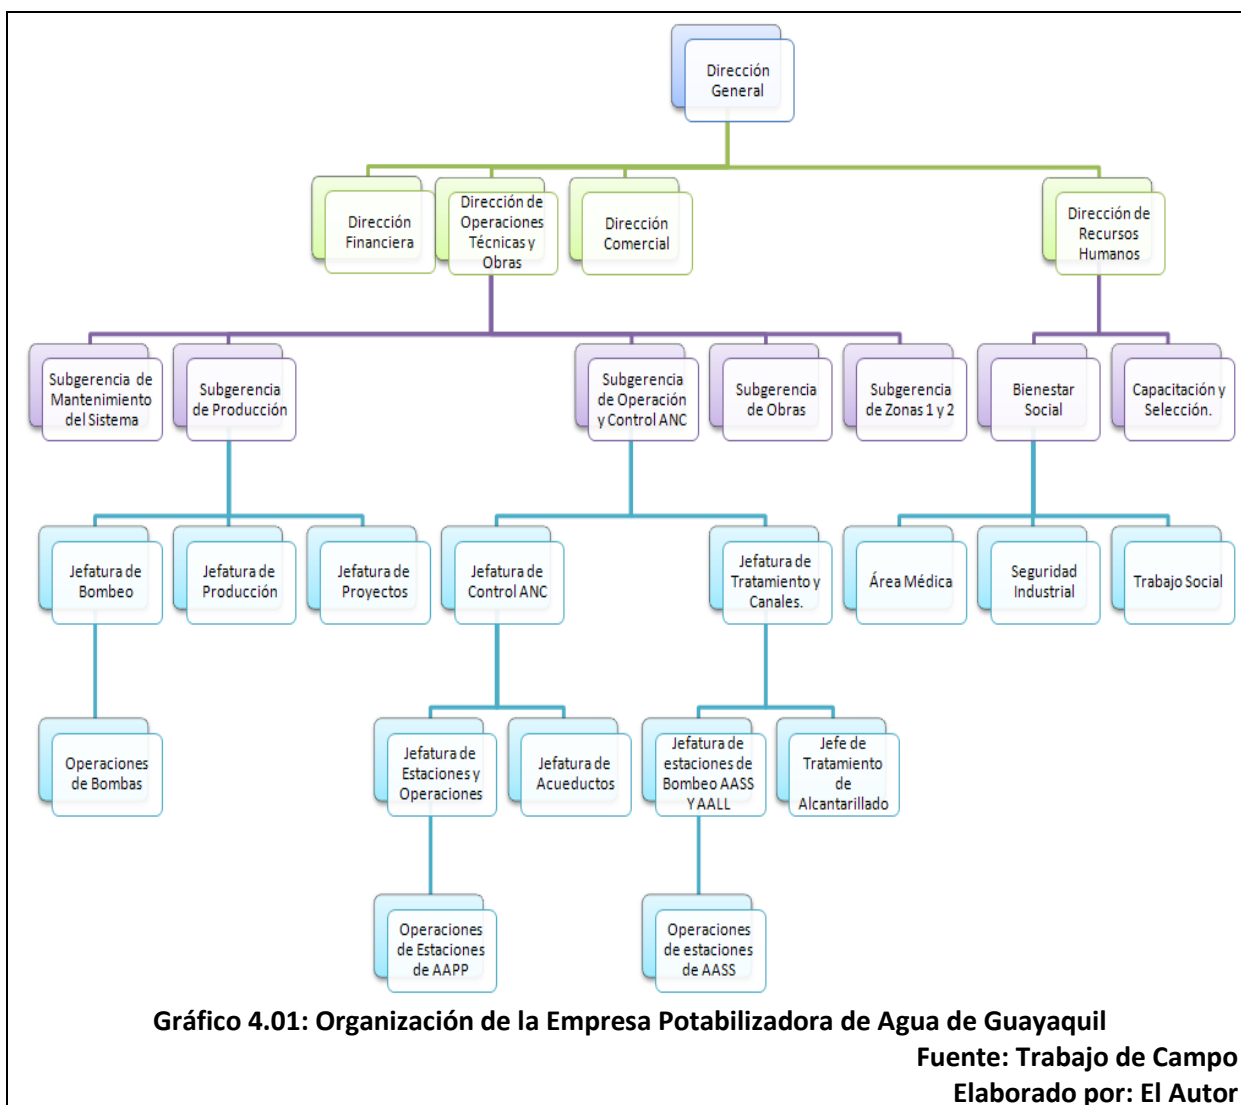 Dirección
General
Dirección
Financiera
Dirección de
Operaciones
Técnicas y
Obras
Dirección
Comercial
Dirección de
Recursos
Humanos
Subgerencia de
Mantenimiento
del Sistema
Subgerencia
de Producción
Subgerencia
de Operación
y Control ANC
Subgerencia
de Obras
Subgerencia
de Zonas 1 y 2
Bienestar
Social
Capacitación y
Selección.
Jefatura de
Bombeo
Jefatura de
Producción
Jefatura de
Proyectos
Jefatura de
Control ANC
Jefatura de
Tratamiento y
Canales.
Área Médica
Seguridad
Industrial
Trabajo Social
Operaciones
de Bombas
Jefatura de
Estaciones y
Operaciones
Jefatura de
Acueductos
Jefatura de
estaciones de
Bombeo AASS
Y AALL
Jefe de
Tratamiento
de
Alcantarillado
Operaciones
de Estaciones
de AAPP
Operaciones
de estaciones
de AASS
Gráfico 4.01: Organización de la Empresa Potabilizadora de Agua de Guayaquil
Fuente: Trabajo de Campo
Elaborado por: El Autor